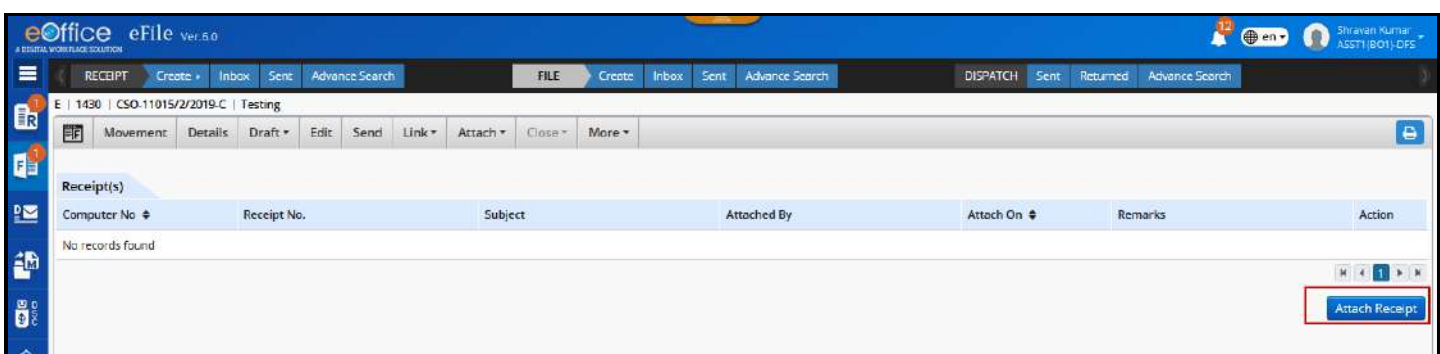 eOffice eFile Ver.6.0
A DIGITAL WORKPLACE SOLUTION
12
en
Shravan Kumar
ASST1(BO1)-DFS
RECEIPT Create Inbox Sent Advance Search FILE Create Inbox Sent Advance Search DISPATCH Sent Returned Advance Search
E | 1430 | CSO-11015/2/2019-C | Testing
Movement Details Draft Edit Send Link Attach Close More
1
R
1
F
D
M
DSC
Receipt(s)
Computer No Receipt No. Subject Attached By Attach On Remarks Action
No records found
1
Attach Receipt